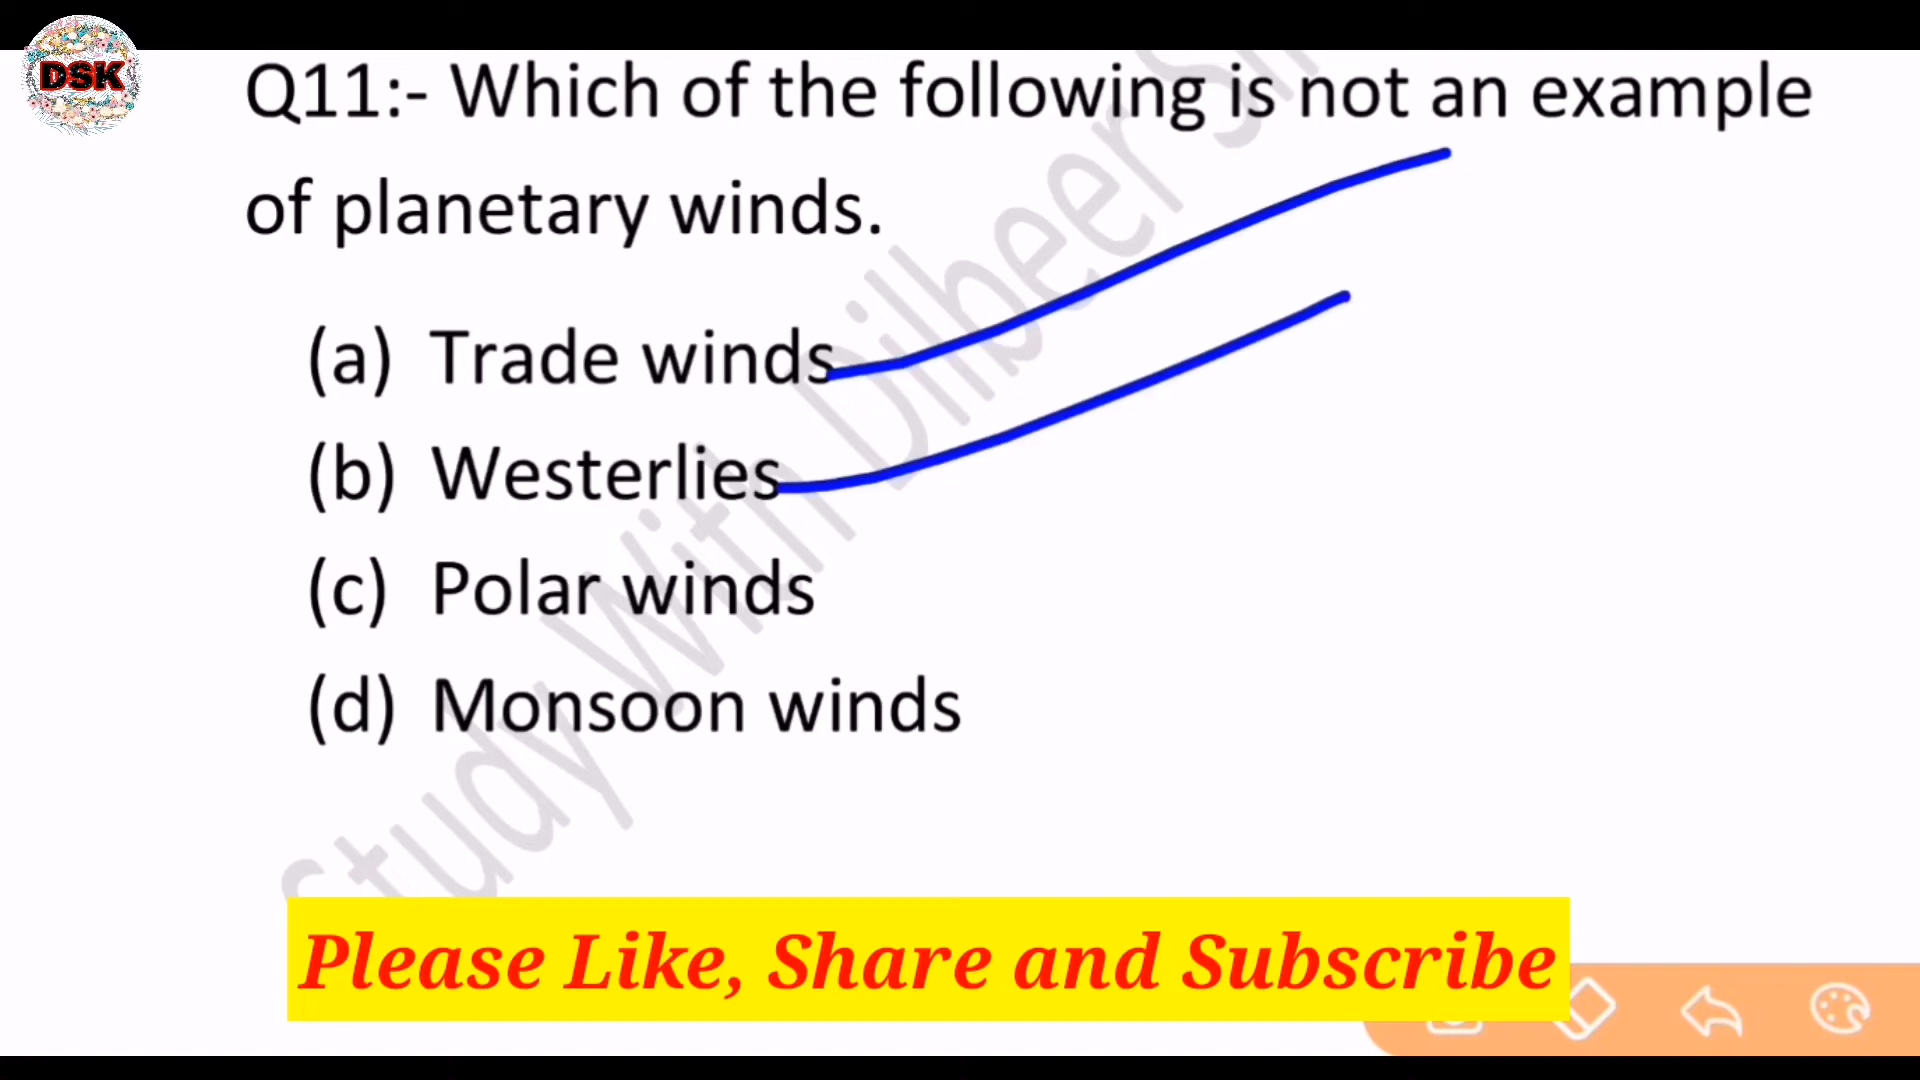 DSK
Q11:- Which of the following is not an example
of planetary winds.
(a) Trade winds
(b) Westerlies
(c) Polar winds
(d) Monsoon winds
Study With Dilbeer
Please Like, Share and Subscribe